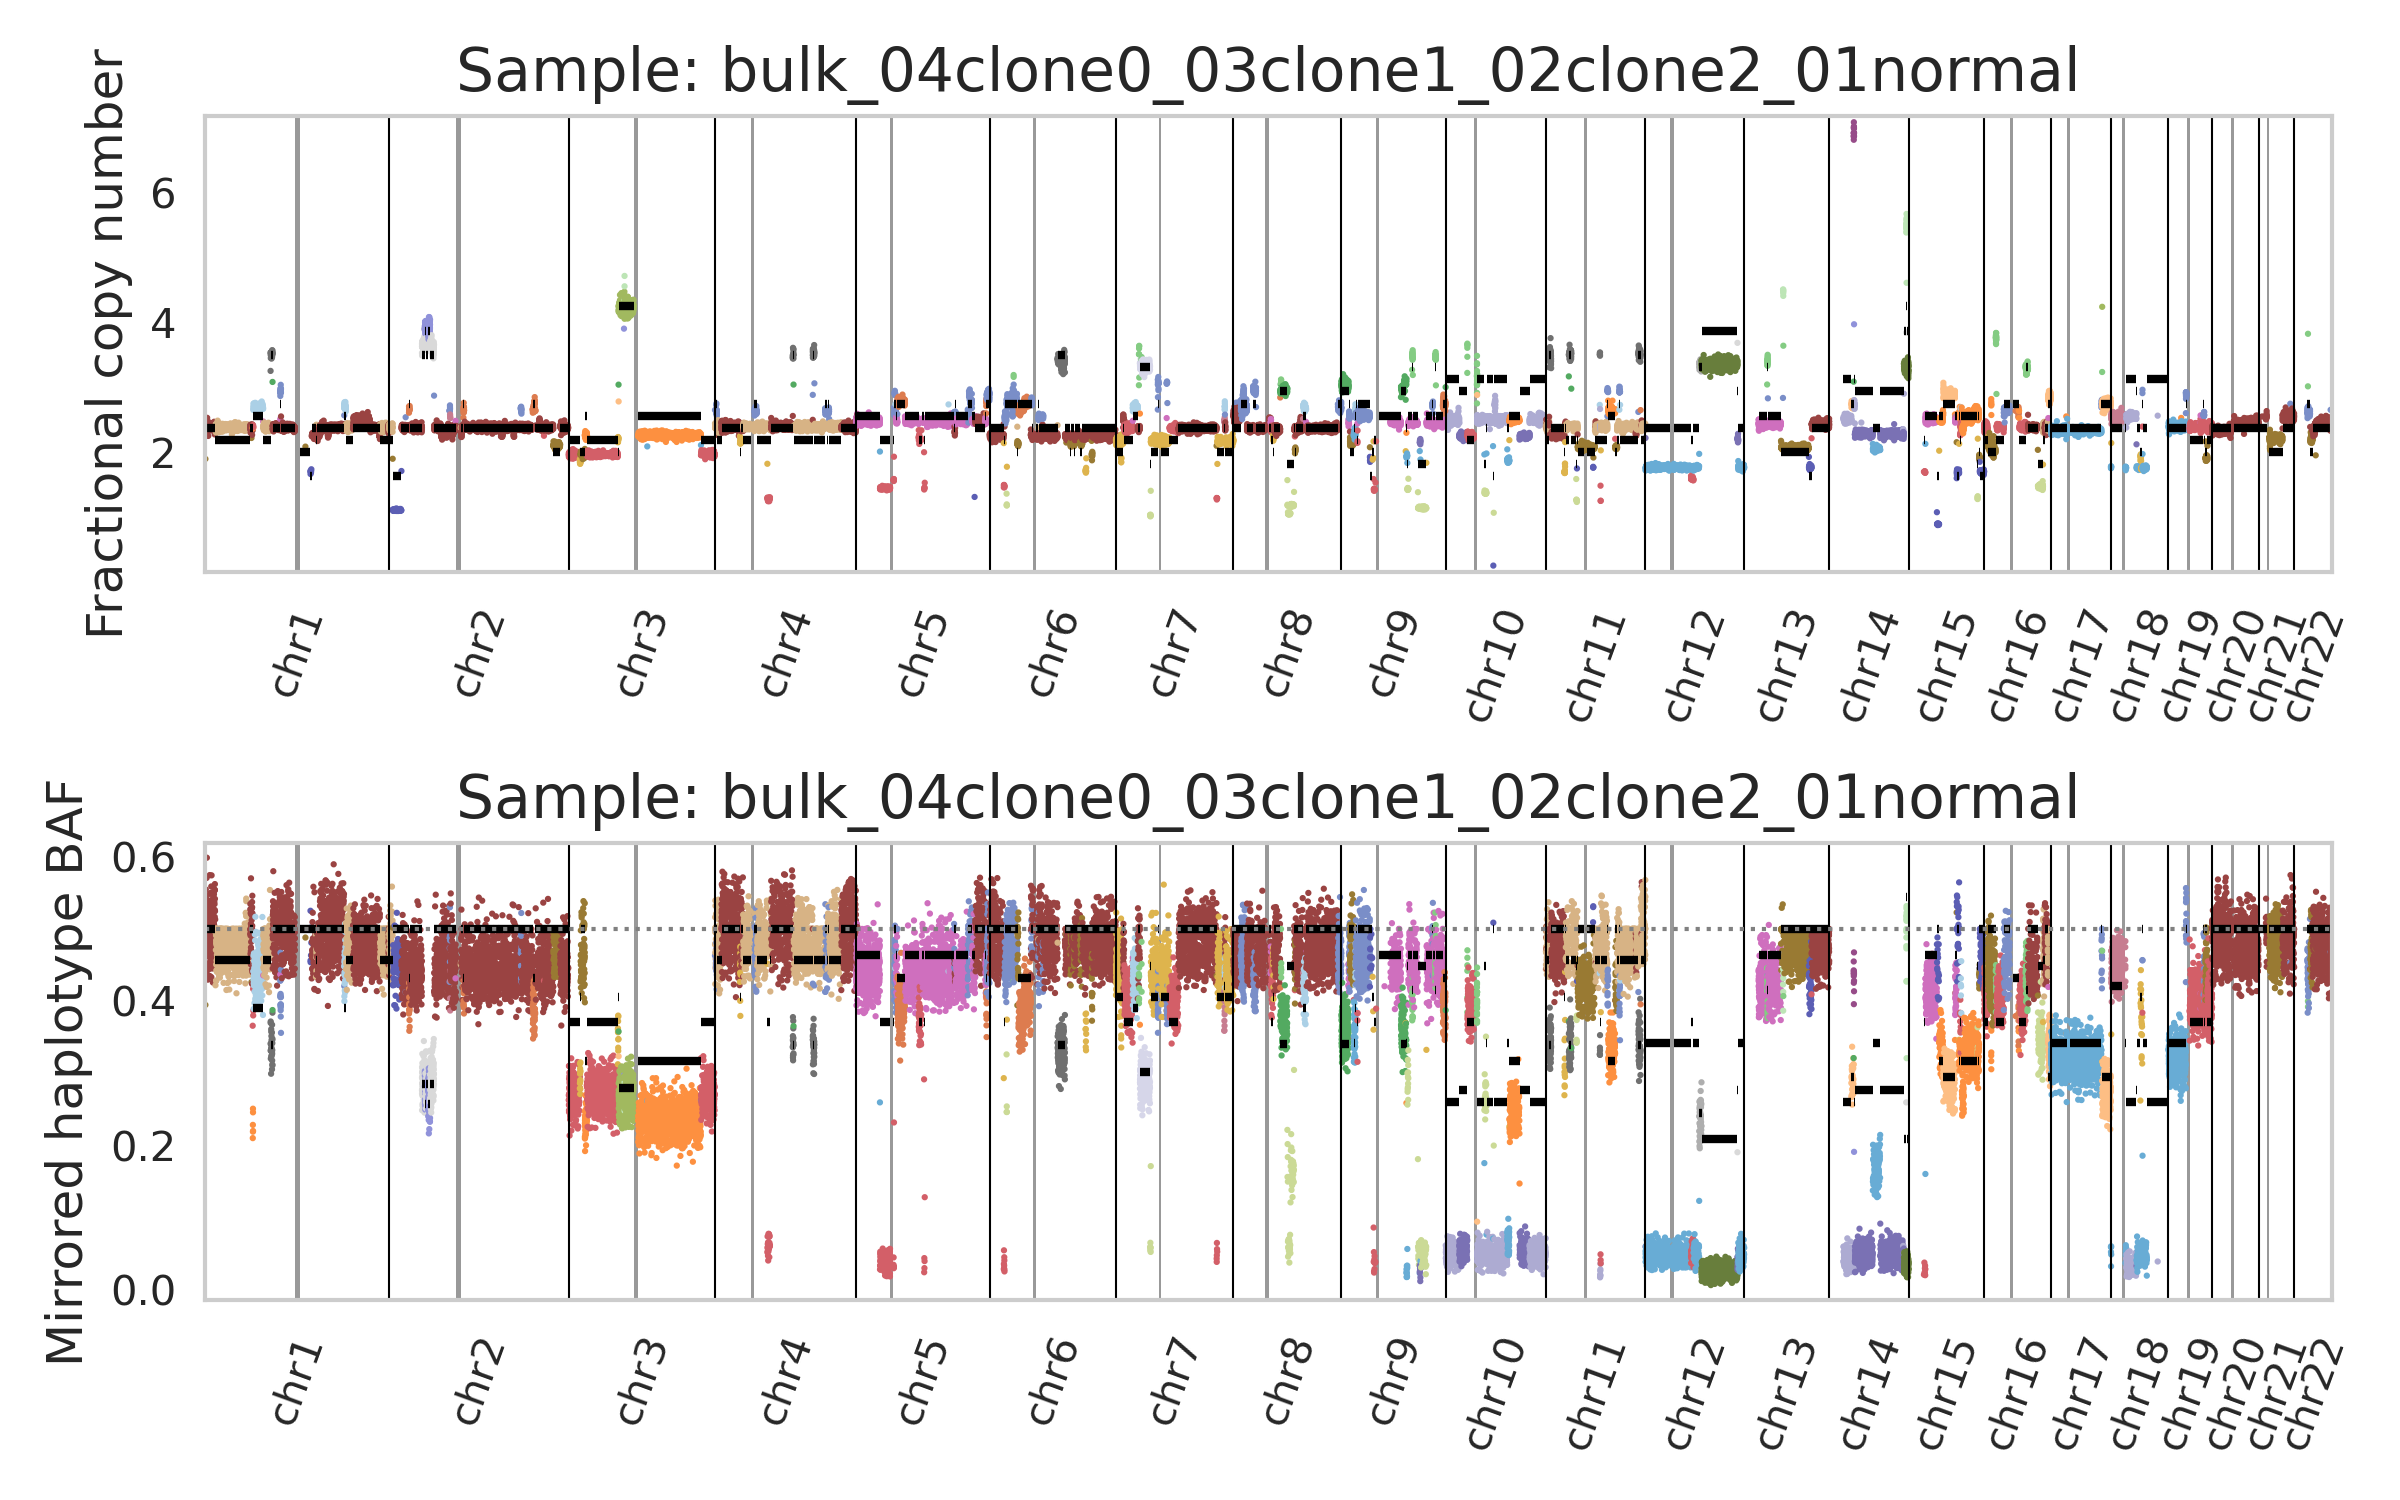 Sample: bulk_04clone0_03clone1_02clone2_01normal
Fractional copy number
6
4
2
chr1
chr2
chr3
chr4
chr5
chr6
chr7
chr8
chr9
chr10
chr11
chr12
chr13
chr14
chr15
chr16
chr17
chr18
chr19
chr20
chr21
chr22
Sample: bulk_04clone0_03clone1_02clone2_01normal
Mirrored haplotype BAF
0.6
0.4
0.2
0.0
chr1
chr2
chr3
chr4
chr5
chr6
chr7
chr8
chr9
chr10
chr11
chr12
chr13
chr14
chr15
chr16
chr17
chr18
chr19
chr20
chr21
chr22